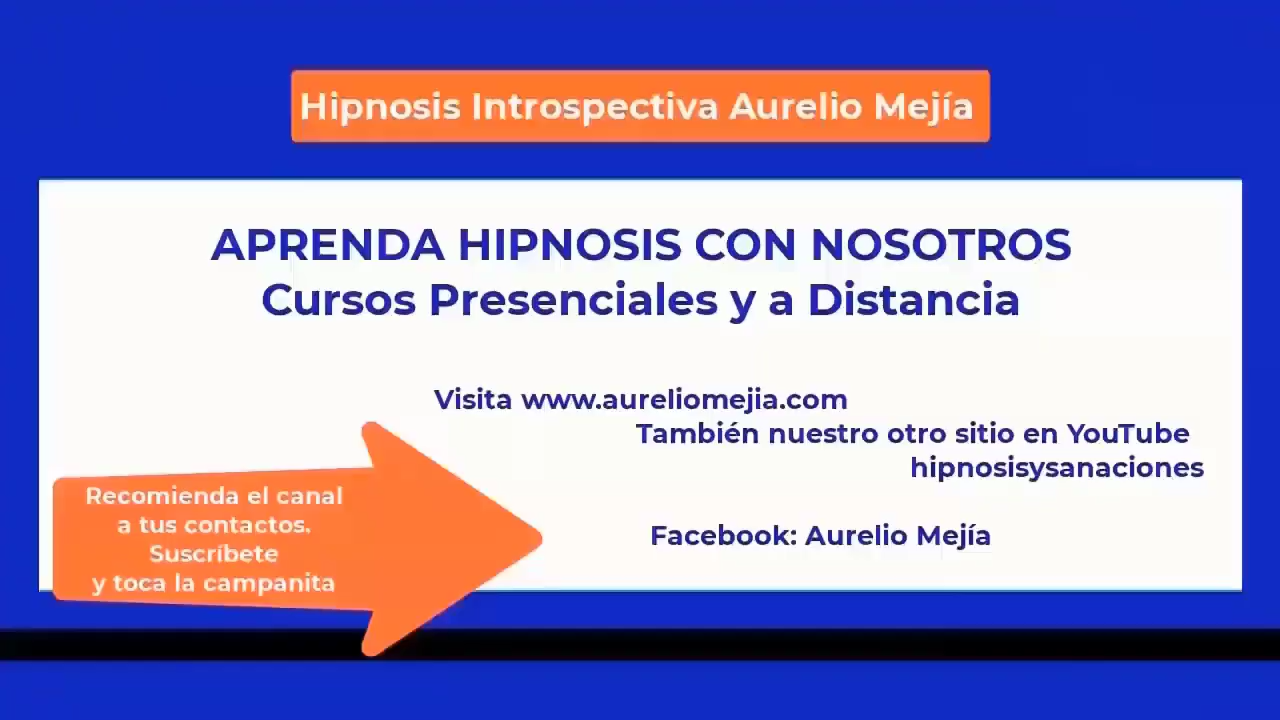 Hipnosis Introspectiva Aurelio Mejía
APRENDA HIPNOSIS CON NOSOTROS
Cursos Presenciales y a Distancia
Visita www.aureliomejia.com
También nuestro otro sitio en YouTube
hipnosisysanaciones
Facebook: Aurelio Mejía
Recomienda el canal
a tus contactos.
Suscríbete
y toca la campanita